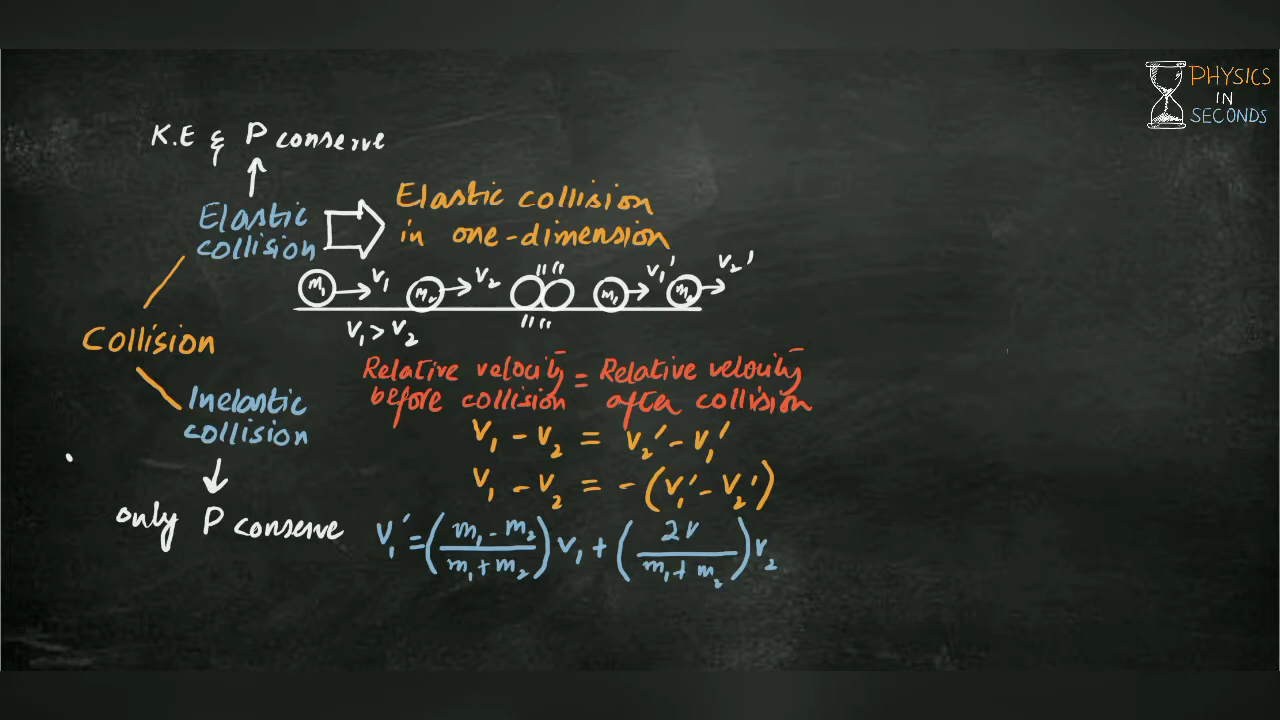 PHYSICS
IN
SECONDS
K.E & P conserve
Elastic
collision
Elastic collision
in one-dimension
m₁ v₁ m₂ v₂ m₁ v₁' m₂ v₂'
v₁ > v₂
Collision
Relative velocity = Relative velocity
before collision after collision
Inelastic
collision
v₁ - v₂ = v₂' - v₁'
v₁ - v₂ = -(v₁' - v₂')
only P conserve
v₁' = (m₁ - m₂ / m₁ + m₂) v₁ + (2v / m₁ + m₂) v₂